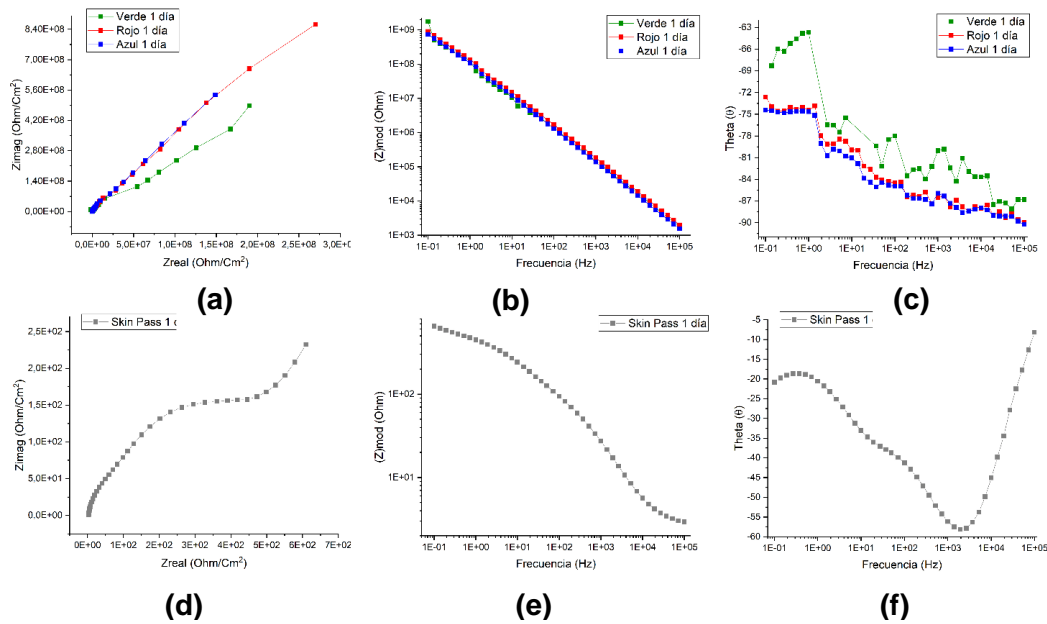 Verde 1 día
Rojo 1 día
Azul 1 día
8,40E+08
7,00E+08
5,60E+08
4,20E+08
2,80E+08
1,40E+08
0,00E+00
Zimag (Ohm/Cm²)
0,0E+00 5,0E+07 1,0E+08 1,5E+08 2,0E+08 2,5E+08 3,0E+
Zreal (Ohm/Cm²)
(a)
Verde 1 día
Rojo 1 día
Azul 1 día
1E+09
1E+08
1E+07
1E+06
1E+05
1E+04
1E+03
(Z)mod (Ohm)
1E-01 1E+00 1E+01 1E+02 1E+03 1E+04 1E+05
Frecuencia (Hz)
(b)
Verde 1 día
Rojo 1 día
Azul 1 día
-63
-66
-69
-72
-75
-78
-81
-84
-87
-90
Theta (θ)
1E-01 1E+00 1E+01 1E+02 1E+03 1E+04 1E+05
Frecuencia (Hz)
(c)
Skin Pass 1 d
2,5E+02
2,0E+02
1,5E+02
1,0E+02
5,0E+01
0,0E+00
Zimag (Ohm/Cm²)
0E+00 1E+02 2E+02 3E+02 4E+02 5E+02 6E+02 7E+02
Zreal (Ohm/Cm²)
(d)
Skin Pass 1 día
1E+02
1E+01
(Z)mod (Ohm)
1E-01 1E+00 1E+01 1E+02 1E+03 1E+04 1E+05
Frecuencia (Hz)
(e)
Skin Pass 1
-5
-10
-15
-20
-25
-30
-35
-40
-45
-50
-55
-60
Theta (θ)
1E-01 1E+00 1E+01 1E+02 1E+03 1E+04 1E+05
Frecuencia (Hz)
(f)